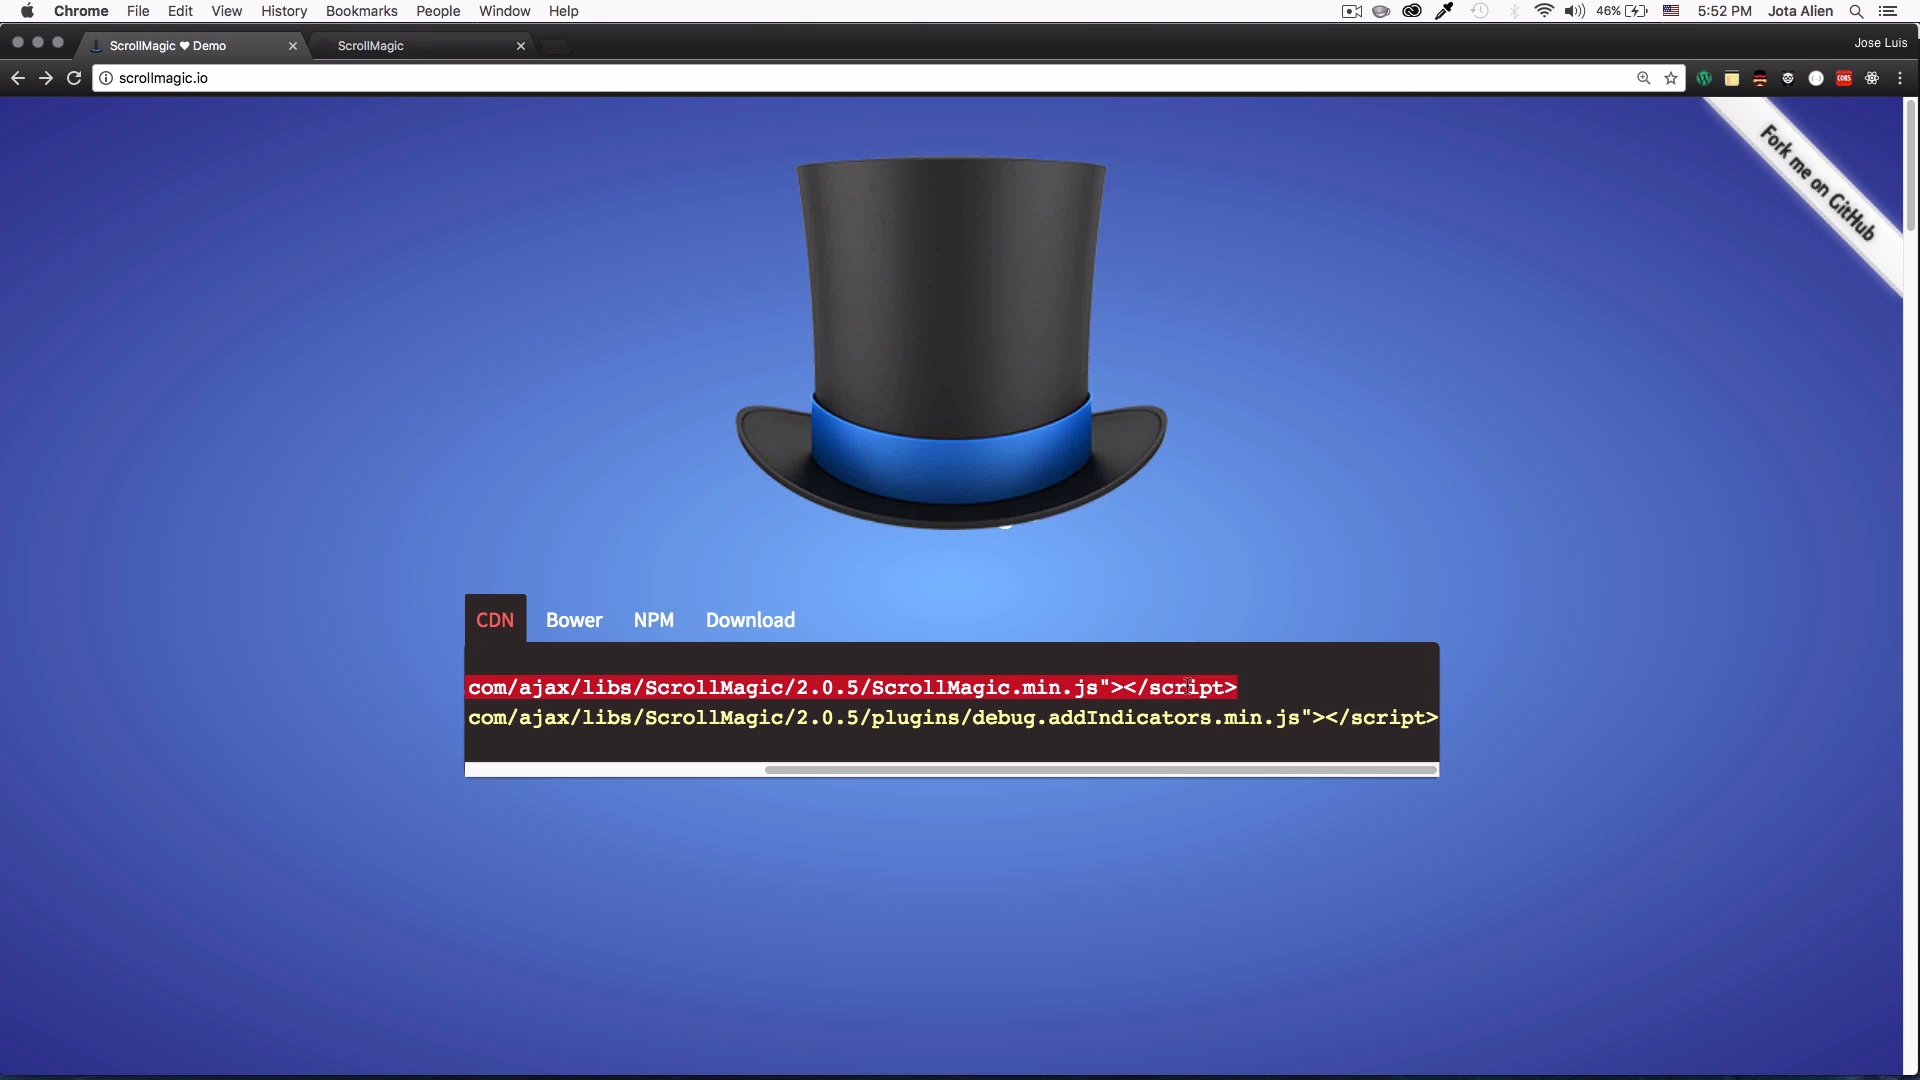 Chrome File Edit View History Bookmarks People Window Help 46% 5:52 PM Jota Alien
ScrollMagic ♥ Demo ScrollMagic Jose Luis
scrollmagic.io CORS
Fork me on GitHub
CDN Bower NPM Download
com/ajax/libs/ScrollMagic/2.0.5/ScrollMagic.min.js"></script>
com/ajax/libs/ScrollMagic/2.0.5/plugins/debug.addIndicators.min.js"></script>